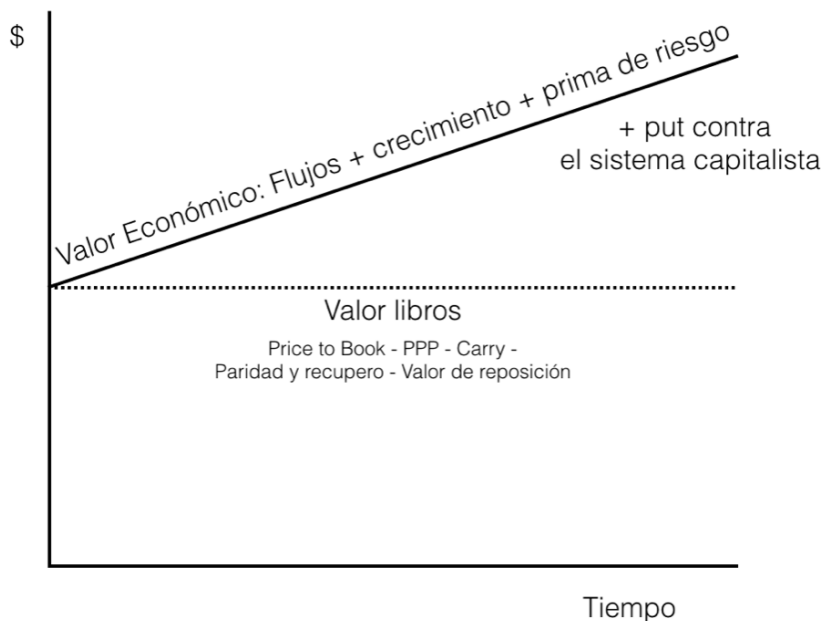 $
Valor Económico: Flujos + crecimiento + prima de riesgo
+ put contra
el sistema capitalista
Valor libros
Price to Book - PPP - Carry -
Paridad y recupero - Valor de reposición
Tiempo